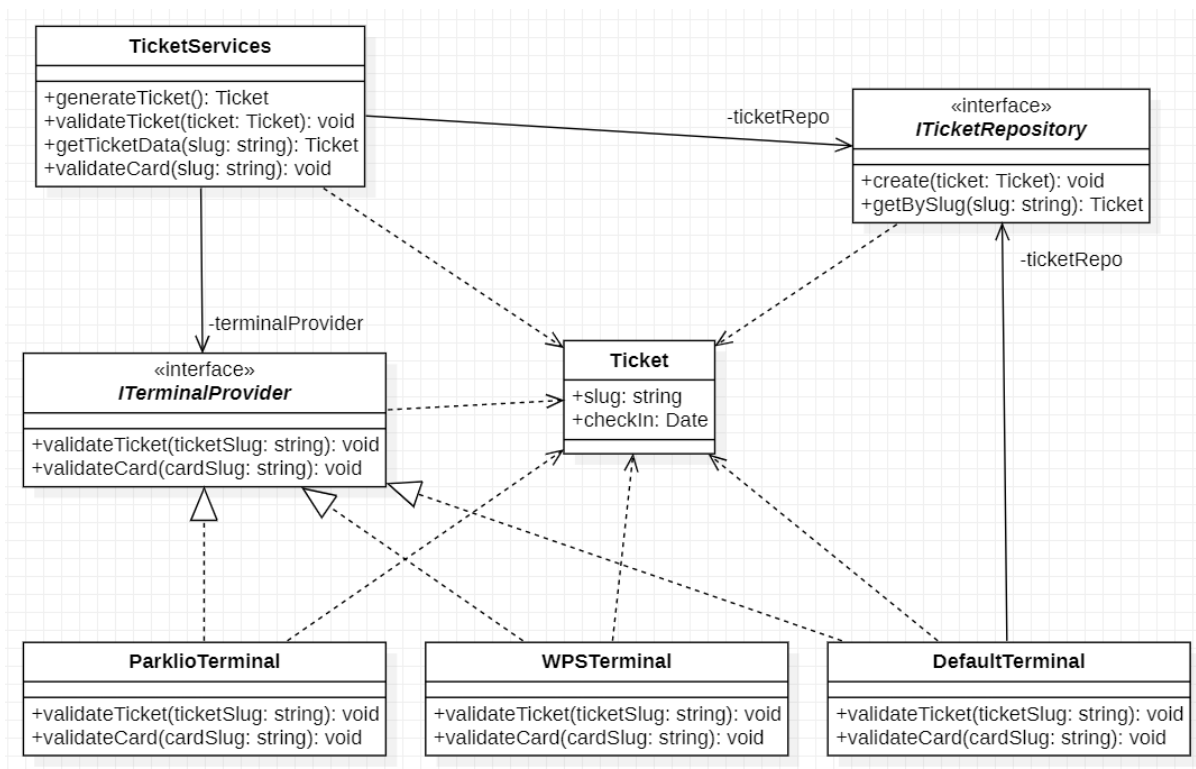 TicketServices
+generateTicket(): Ticket
+validateTicket(ticket: Ticket): void
+getTicketData(slug: string): Ticket
+validateCard(slug: string): void
-ticketRepo
«interface»
ITicketRepository
+create(ticket: Ticket): void
+getBySlug(slug: string): Ticket
-ticketRepo
-terminalProvider
«interface»
ITerminalProvider
+validateTicket(ticketSlug: string): void
+validateCard(cardSlug: string): void
Ticket
+slug: string
+checkIn: Date
ParklioTerminal
+validateTicket(ticketSlug: string): void
+validateCard(cardSlug: string): void
WPSTerminal
+validateTicket(ticketSlug: string): void
+validateCard(cardSlug: string): void
DefaultTerminal
+validateTicket(ticketSlug: string): void
+validateCard(cardSlug: string): void